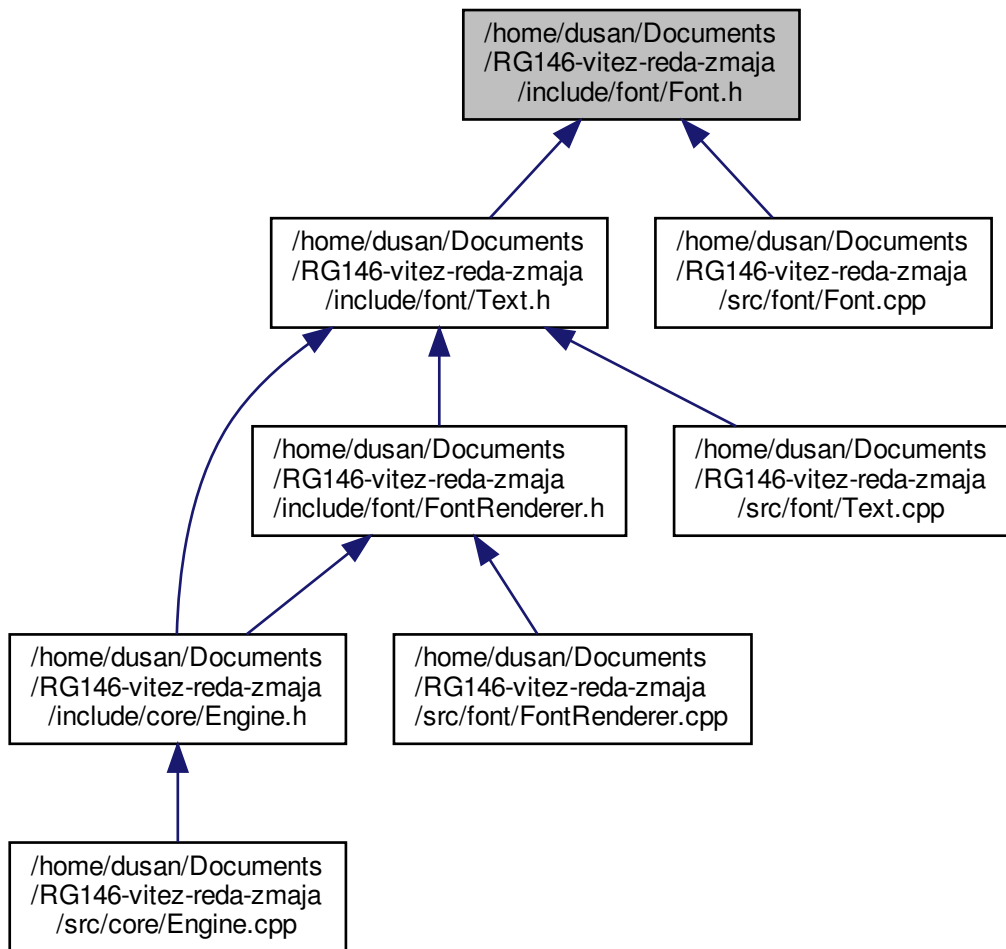 /home/dusan/Documents
/RG146-vitez-reda-zmaja
/include/font/Font.h
/home/dusan/Documents
/RG146-vitez-reda-zmaja
/include/font/Text.h
/home/dusan/Documents
/RG146-vitez-reda-zmaja
/src/font/Font.cpp
/home/dusan/Documents
/RG146-vitez-reda-zmaja
/include/font/FontRenderer.h
/home/dusan/Documents
/RG146-vitez-reda-zmaja
/src/font/Text.cpp
/home/dusan/Documents
/RG146-vitez-reda-zmaja
/include/core/Engine.h
/home/dusan/Documents
/RG146-vitez-reda-zmaja
/src/font/FontRenderer.cpp
/home/dusan/Documents
/RG146-vitez-reda-zmaja
/src/core/Engine.cpp